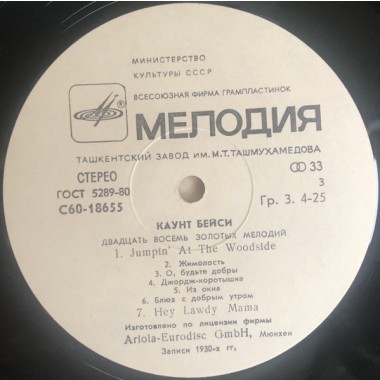 МИНИСТЕРСТВО
КУЛЬТУРЫ СССР
ВСЕСОЮЗНАЯ ФИРМА ГРАМПЛАСТИНОК
МЕЛОДИЯ
ТАШКЕНТСКИЙ ЗАВОД ИМ. М.Т. ТАШМУХАМЕДОВА
СТЕРЕО
33
ГОСТ 5289-80
3
С60-18655
Гр. 3. 4-25
КАУНТ БЕЙСИ
ДВАДЦАТЬ ВОСЕМЬ ЗОЛОТЫХ МЕЛОДИЙ
1. Jumpin' At The Woodside
2. Жимолость
3. О, будьте добры
4. Джордж-коротышка
5. Из окна
6. Блюз с добрым утром
7. Hey Lawdy Mama
Изготовлено по лицензии фирмы
Ariola-Eurodisc GmbH, Мюнхен
Записи 1930-х гг.